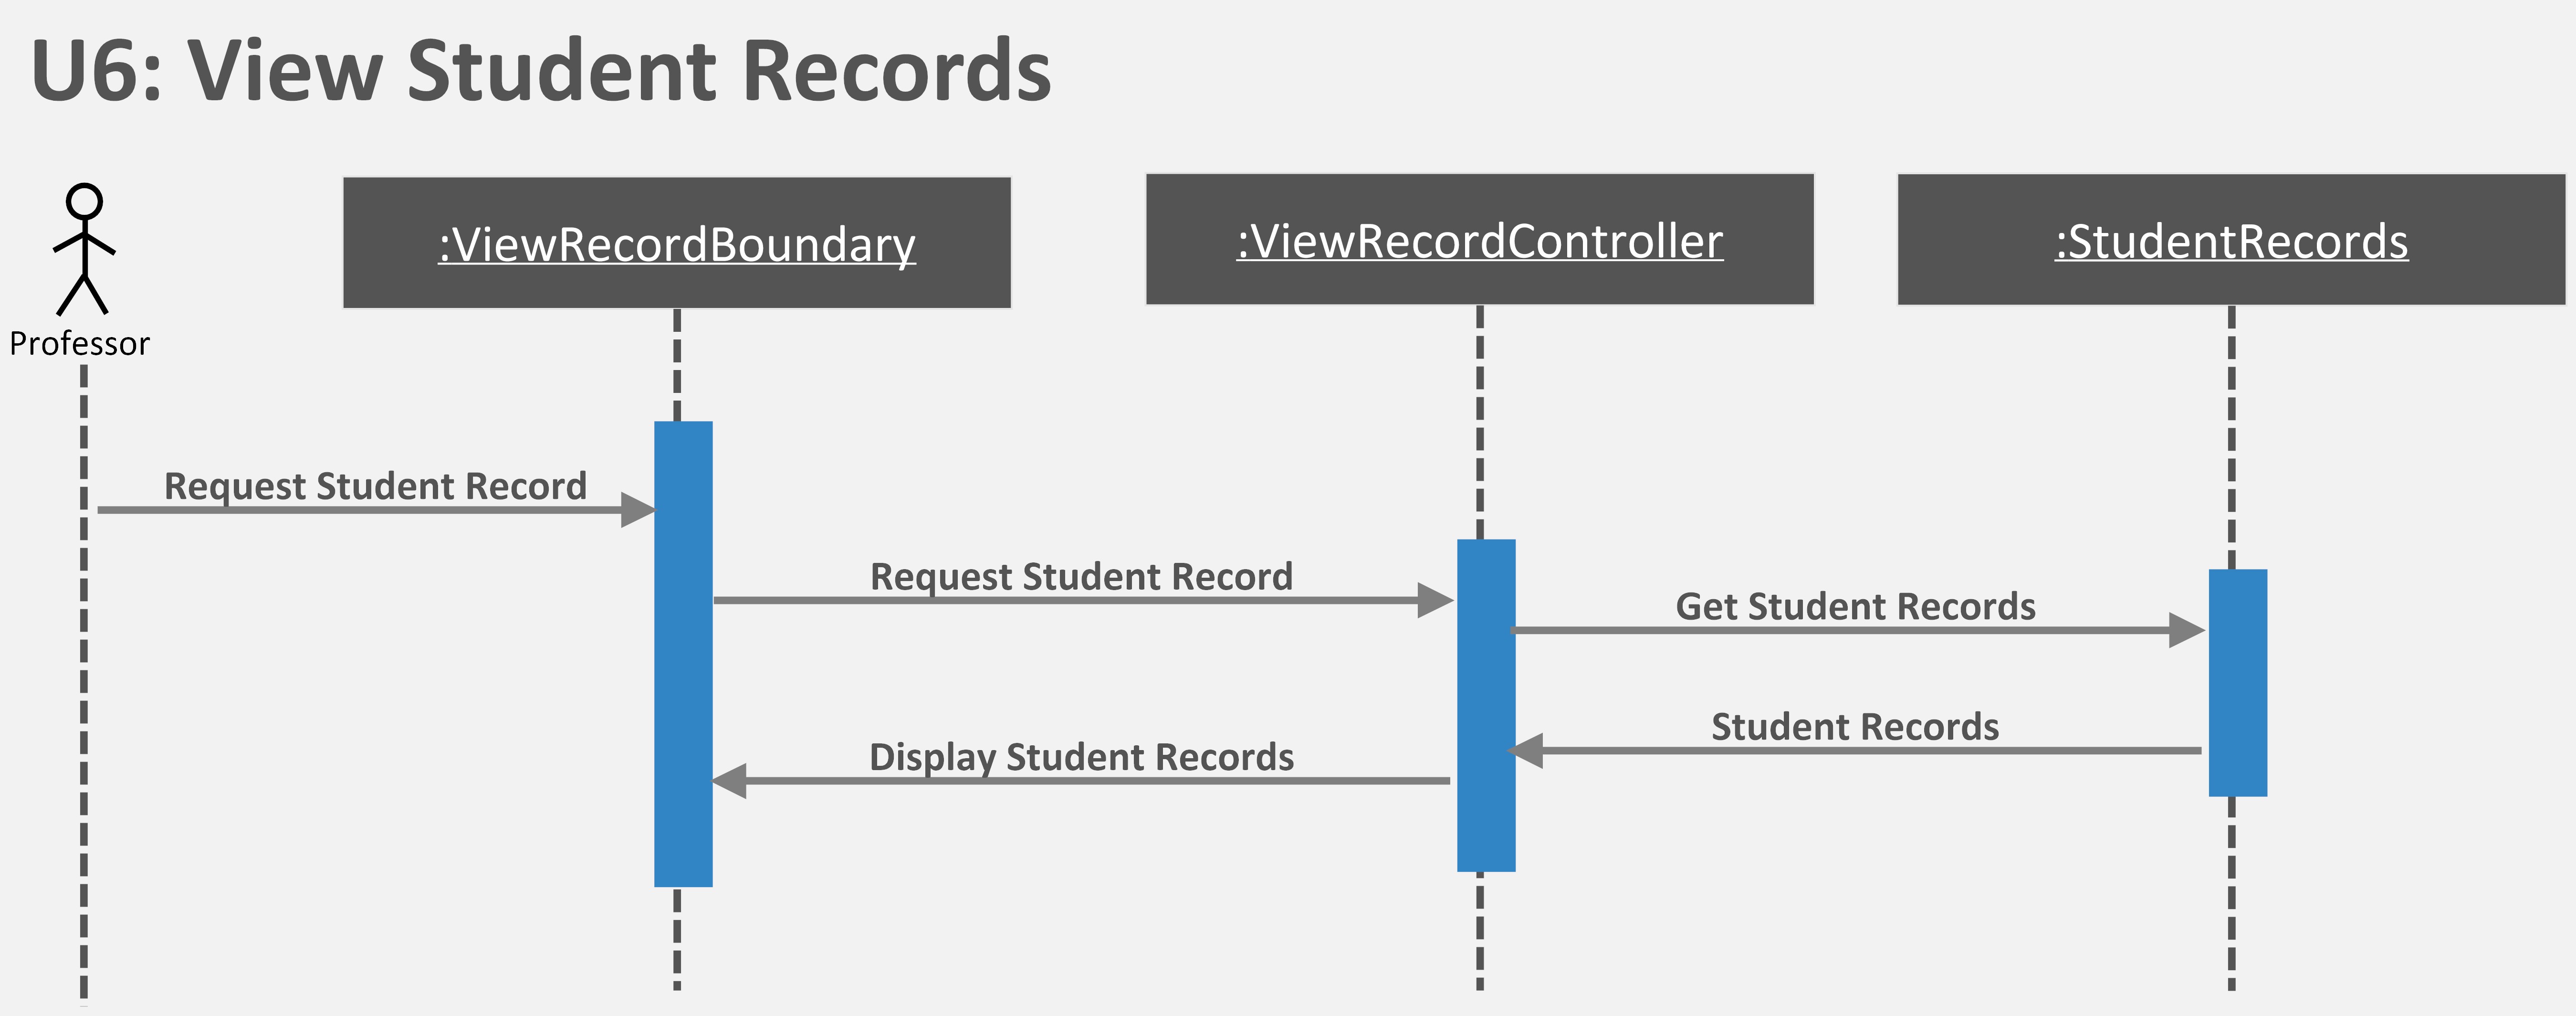 U6: View Student Records
:ViewRecordBoundary
:ViewRecordController
:StudentRecords
Professor
Request Student Record
Request Student Record
Get Student Records
Student Records
Display Student Records